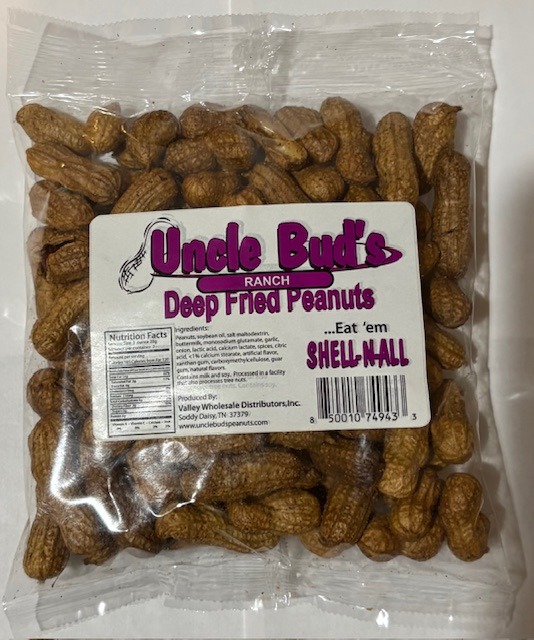 Uncle Bud's
RANCH
Deep Fried Peanuts
...Eat 'em
SHELL-N-ALL
Nutrition Facts
Ingredients:
Peanuts, soybean oil, salt maltodextrin,
buttermilk, monosodium glutamate, garlic,
onion, lactic acid, calcium lactate, spices, citric
acid, <1% calcium stearate, artificial flavor,
xanthan gum, carboxymethylcellulose, guar
gum, natural flavors.
Contains milk and soy. Processed in a facility
that also processes tree nuts.
Produced By:
Valley Wholesale Distributors,Inc.
Soddy Daisy, TN 37379
www.unclebudspeanuts.com
8 50010 74943 3